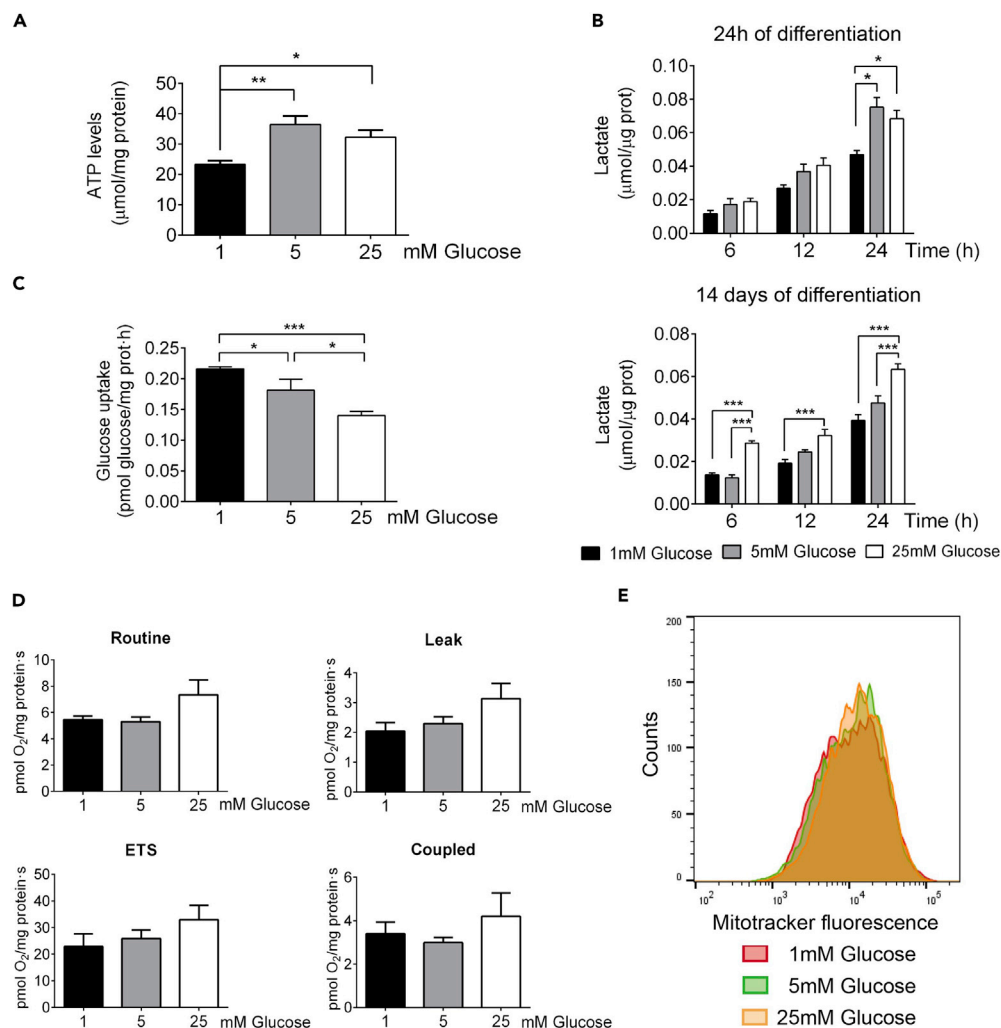 A
ATP levels
(μmol/mg protein)
50
40
30
20
10
0
*
**
1 5 25 mM Glucose
B
24h of differentiation
Lactate
(μmol/μg prot)
0.10
0.08
0.06
0.04
0.02
0.00
*
*
6 12 24 Time (h)
14 days of differentiation
Lactate
(μmol/μg prot)
0.08
0.06
0.04
0.02
0.00
***
***
***
***
***
6 12 24 Time (h)
1mM Glucose 5mM Glucose 25mM Glucose
C
Glucose uptake
(pmol glucose/mg prot·h)
0.25
0.20
0.15
0.10
0.05
0.00
***
* *
1 5 25 mM Glucose
D
Routine
pmol O₂/mg protein·s
10
8
6
4
2
0
1 5 25 mM Glucose
Leak
pmol O₂/mg protein·s
4
3
2
1
0
1 5 25 mM Glucose
ETS
pmol O₂/mg protein·s
50
40
30
20
10
0
1 5 25 mM Glucose
Coupled
pmol O₂/mg protein·s
6
4
2
0
1 5 25 mM Glucose
E
Counts
200
150
100
50
0
10² 10³ 10⁴ 10⁵
Mitotracker fluorescence
1mM Glucose
5mM Glucose
25mM Glucose